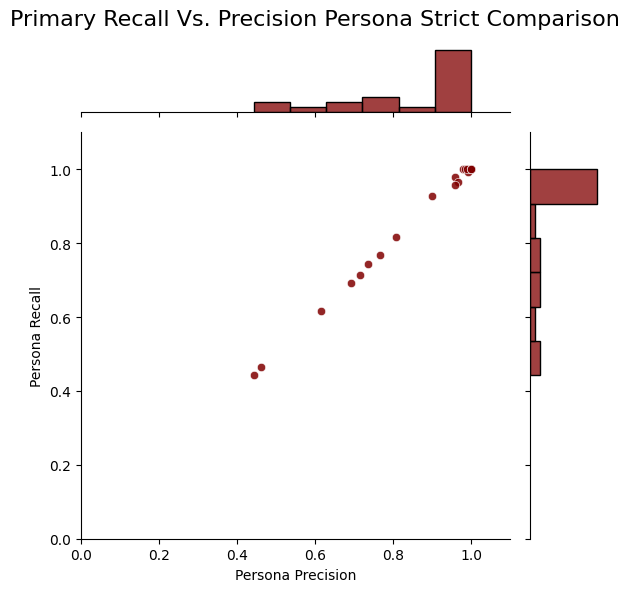 Primary Recall Vs. Precision Persona Strict Comparison
1.0
0.8
0.6
0.4
0.2
0.0
Persona Recall
0.0 0.2 0.4 0.6 0.8 1.0
Persona Precision